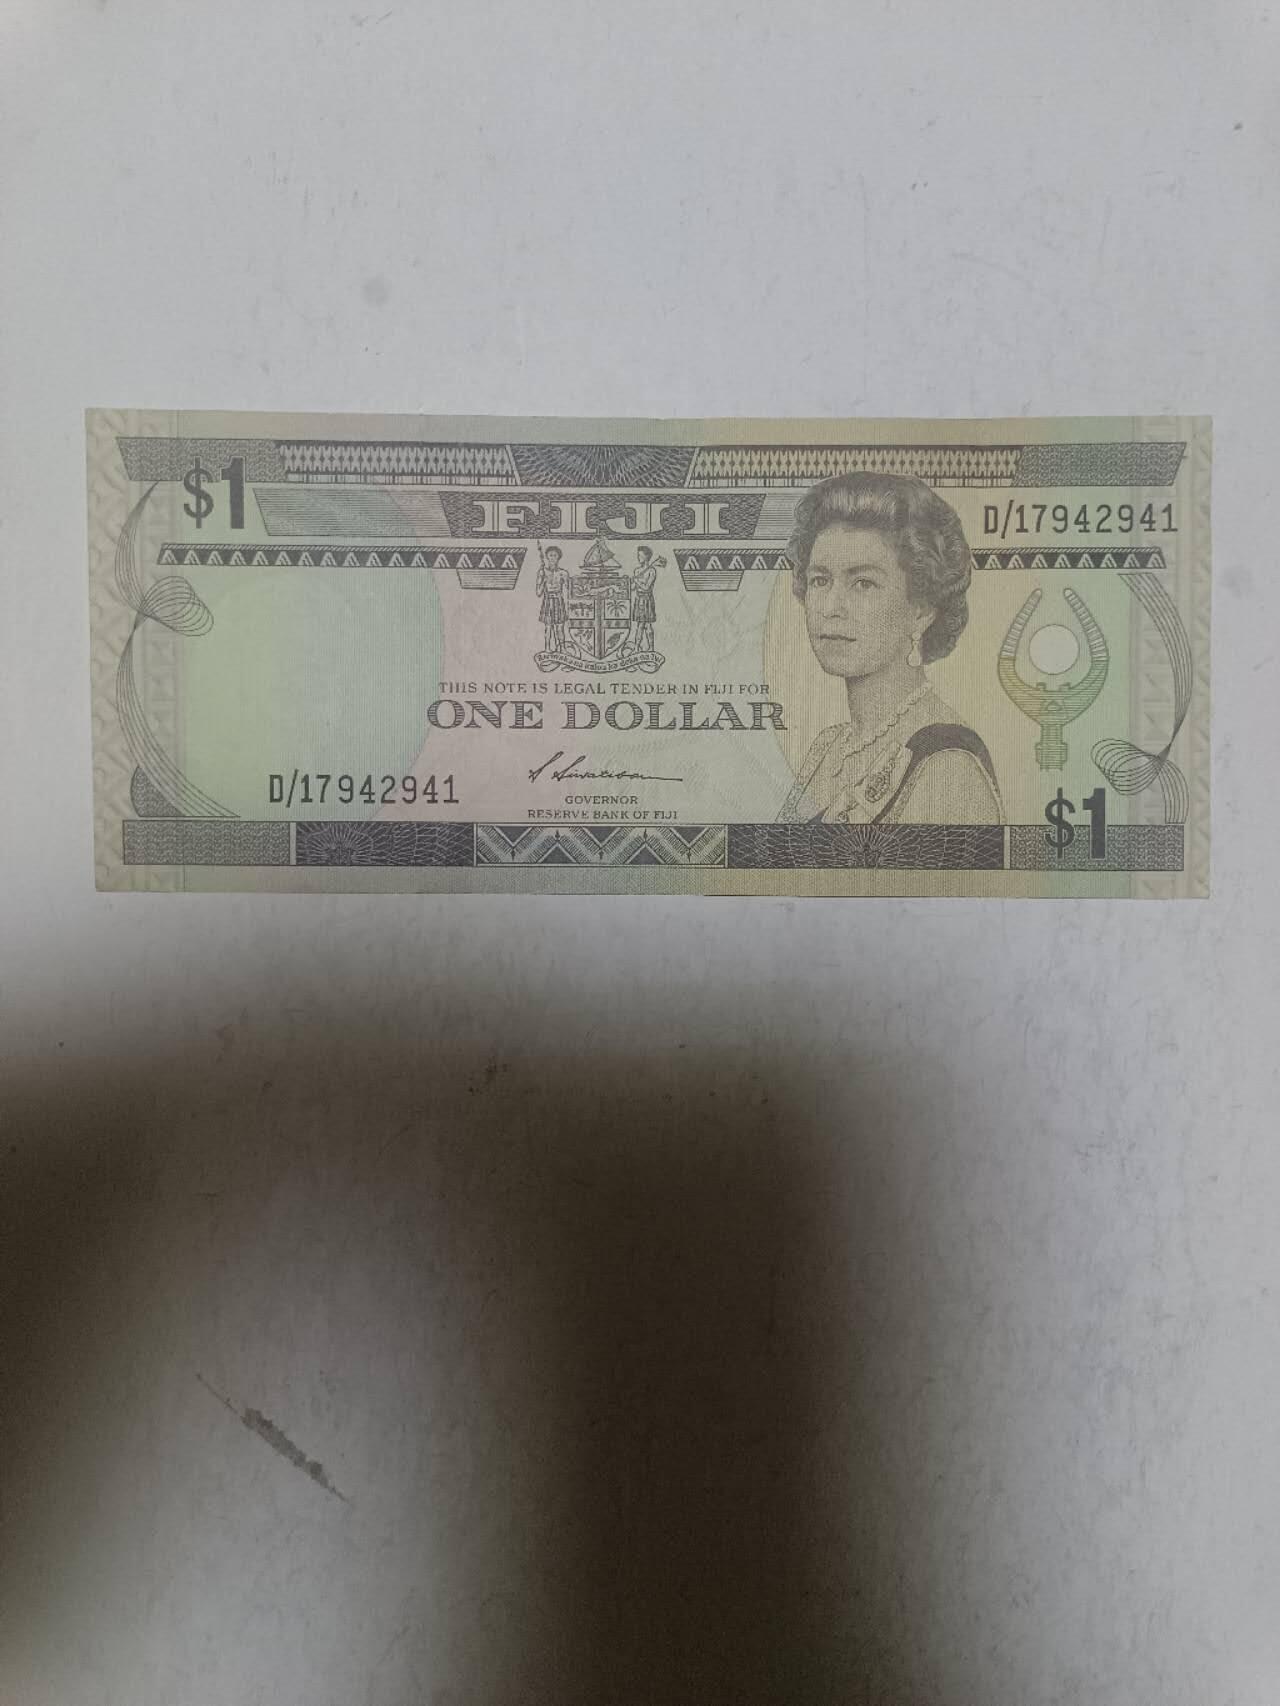 $1
FIJI
D/17942941
THIS NOTE IS LEGAL TENDER IN FIJI FOR
ONE DOLLAR
D/17942941
GOVERNOR
RESERVE BANK OF FIJI
$1